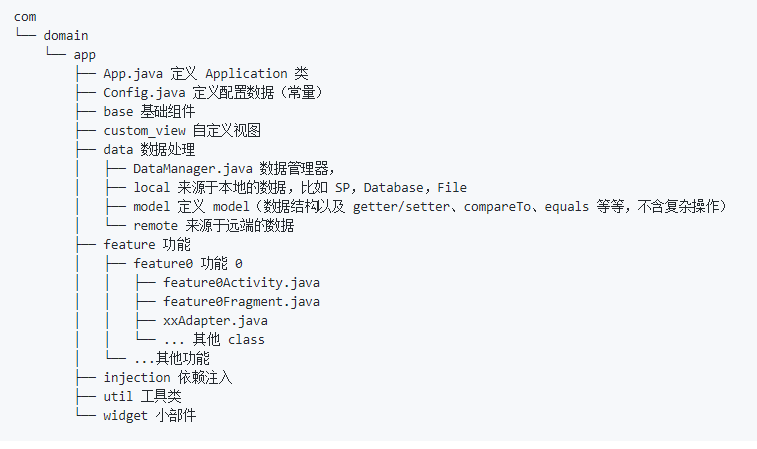 com
└── domain
    └── app
        ├── App.java 定义 Application 类
        ├── Config.java 定义配置数据（常量）
        ├── base 基础组件
        ├── custom_view 自定义视图
        ├── data 数据处理
        │   ├── DataManager.java 数据管理器，
        │   ├── local 来源于本地的数据，比如 SP，Database，File
        │   ├── model 定义 model（数据结构以及 getter/setter、compareTo、equals 等等，不含复杂操作）
        │   └── remote 来源于远端的数据
        ├── feature 功能
        │   ├── feature0 功能 0
        │   │   ├── feature0Activity.java
        │   │   ├── feature0Fragment.java
        │   │   ├── xxAdapter.java
        │   │   └── ... 其他 class
        │   └── ...其他功能
        ├── injection 依赖注入
        ├── util 工具类
        └── widget 小部件